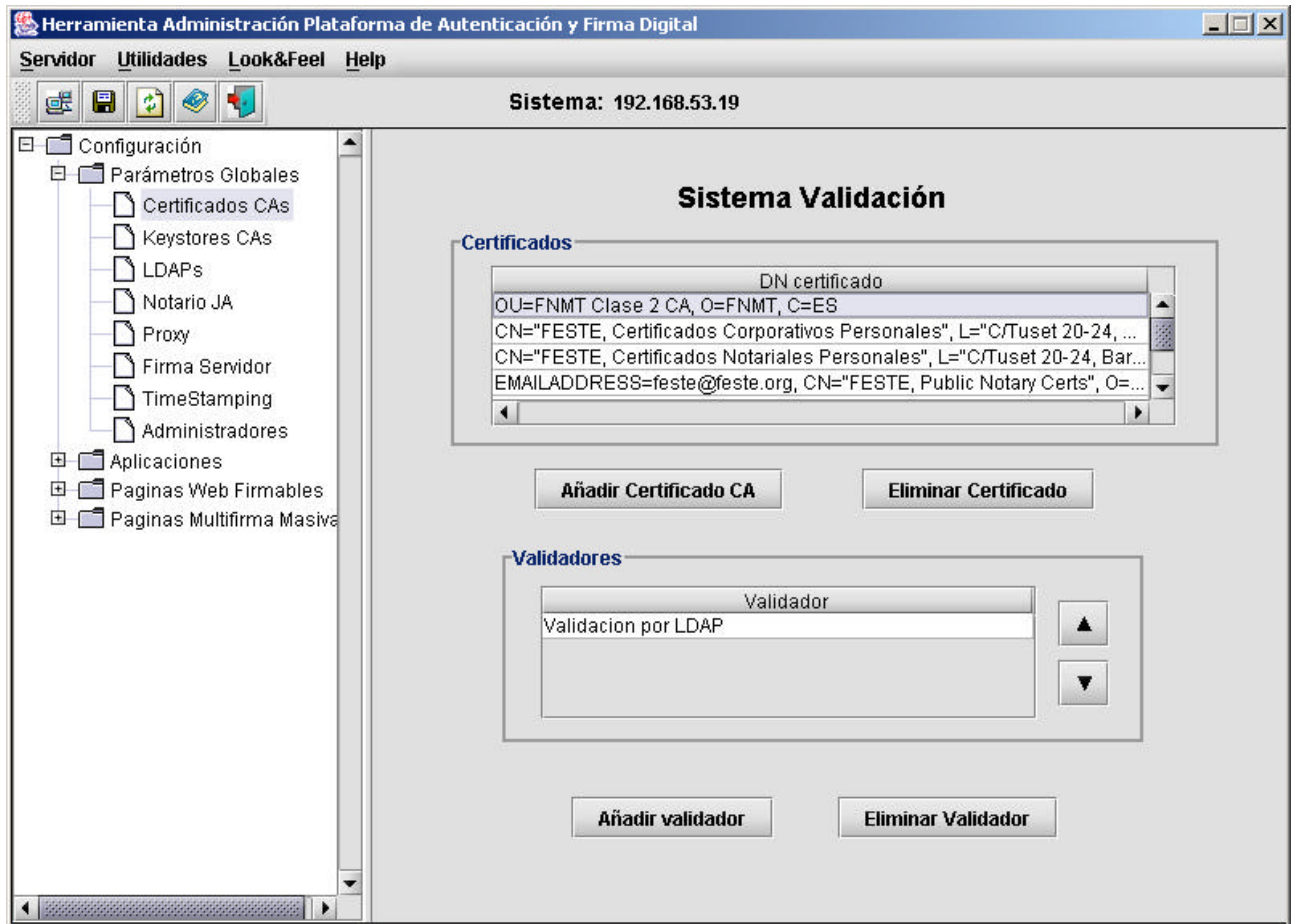 Herramienta Administración Plataforma de Autenticación y Firma Digital
Servidor Utilidades Look&Feel Help
Sistema: 192.168.53.19
Configuración
Parámetros Globales
Certificados CAs
Keystores CAs
LDAPs
Notario JA
Proxy
Firma Servidor
TimeStamping
Administradores
Aplicaciones
Paginas Web Firmables
Paginas Multifirma Masiva
Sistema Validación
Certificados
DN certificado
OU=FNMT Clase 2 CA, O=FNMT, C=ES
CN="FESTE, Certificados Corporativos Personales", L="C/Tuset 20-24, ...
CN="FESTE, Certificados Notariales Personales", L="C/Tuset 20-24, Bar...
EMAILADDRESS=feste@feste.org, CN="FESTE, Public Notary Certs", O=...
Añadir Certificado CA Eliminar Certificado
Validadores
Validador
Validacion por LDAP
Añadir validador Eliminar Validador